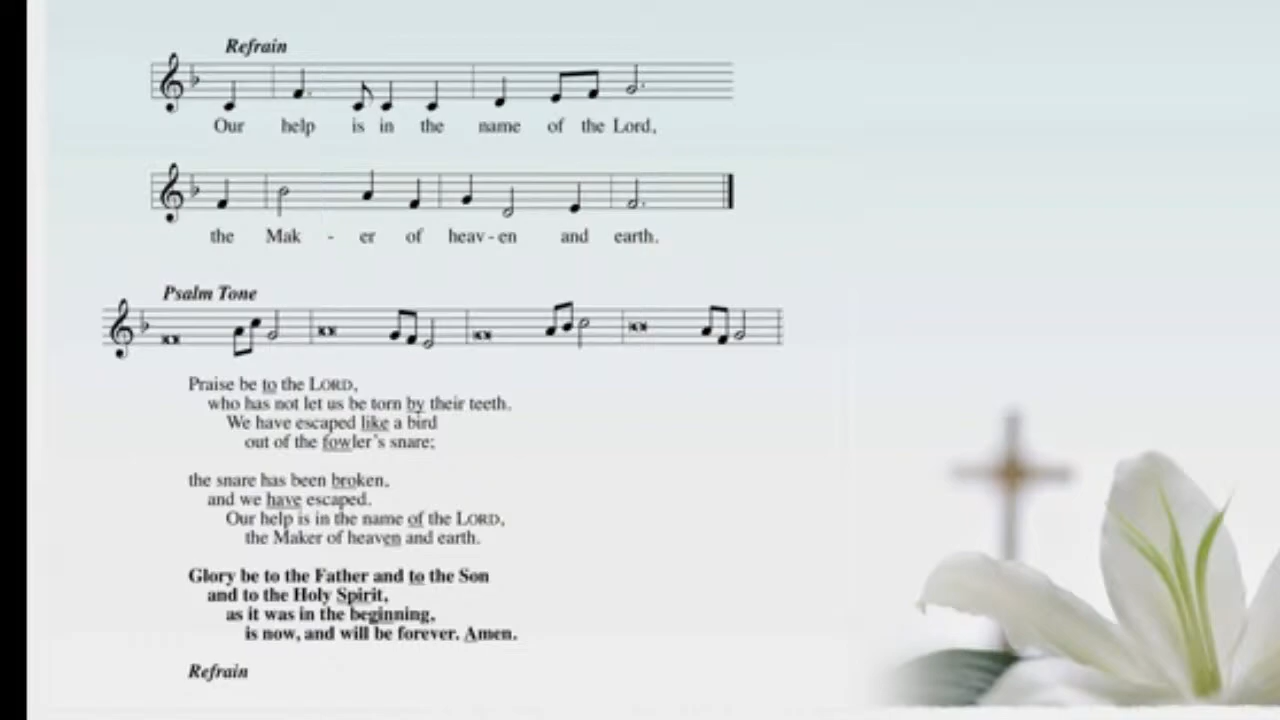 Refrain
Our help is in the name of the Lord,
the Mak - er of heav - en and earth.
Psalm Tone
Praise be to the LORD,
who has not let us be torn by their teeth.
We have escaped like a bird
out of the fowler's snare;
the snare has been broken,
and we have escaped.
Our help is in the name of the LORD,
the Maker of heaven and earth.
Glory be to the Father and to the Son
and to the Holy Spirit,
as it was in the beginning,
is now, and will be forever. Amen.
Refrain